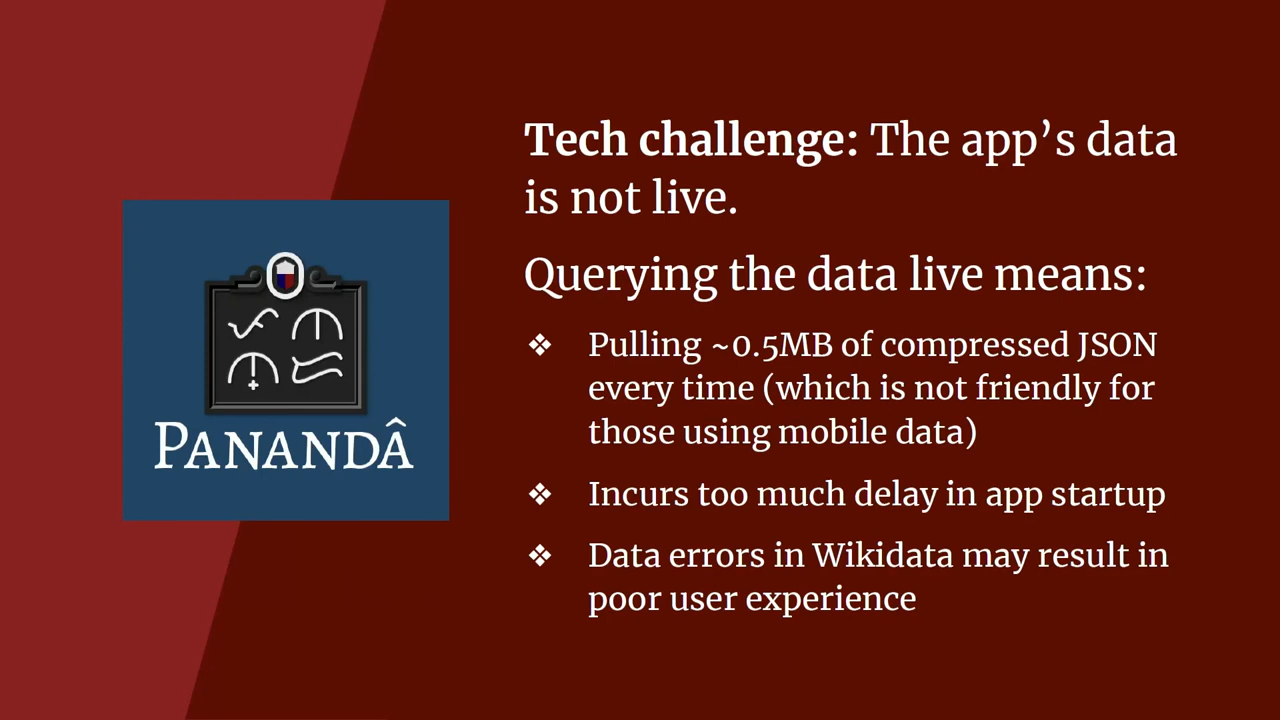 Tech challenge: The app’s data
is not live.
Querying the data live means:
❖ Pulling ~0.5MB of compressed JSON
every time (which is not friendly for
those using mobile data)
❖ Incurs too much delay in app startup
❖ Data errors in Wikidata may result in
poor user experience
ᜉᜈ
ᜈ᜔ᜇ
PANANDÂ